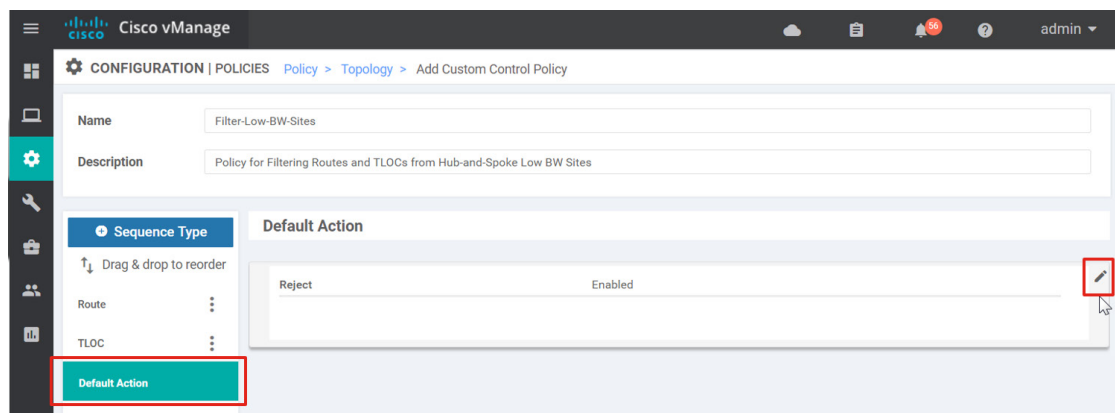 cisco Cisco vManage 56 admin
CONFIGURATION | POLICIES Policy > Topology > Add Custom Control Policy
Name Filter-Low-BW-Sites
Description Policy for Filtering Routes and TLOCs from Hub-and-Spoke Low BW Sites
Sequence Type
Default Action
Drag & drop to reorder
Reject Enabled
Route
TLOC
Default Action